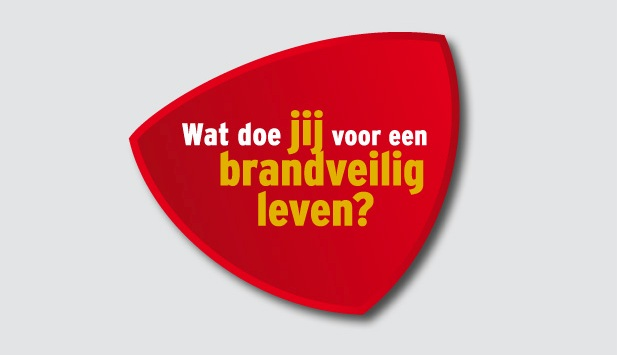 Wat doe jij voor een
brandveilig
leven?